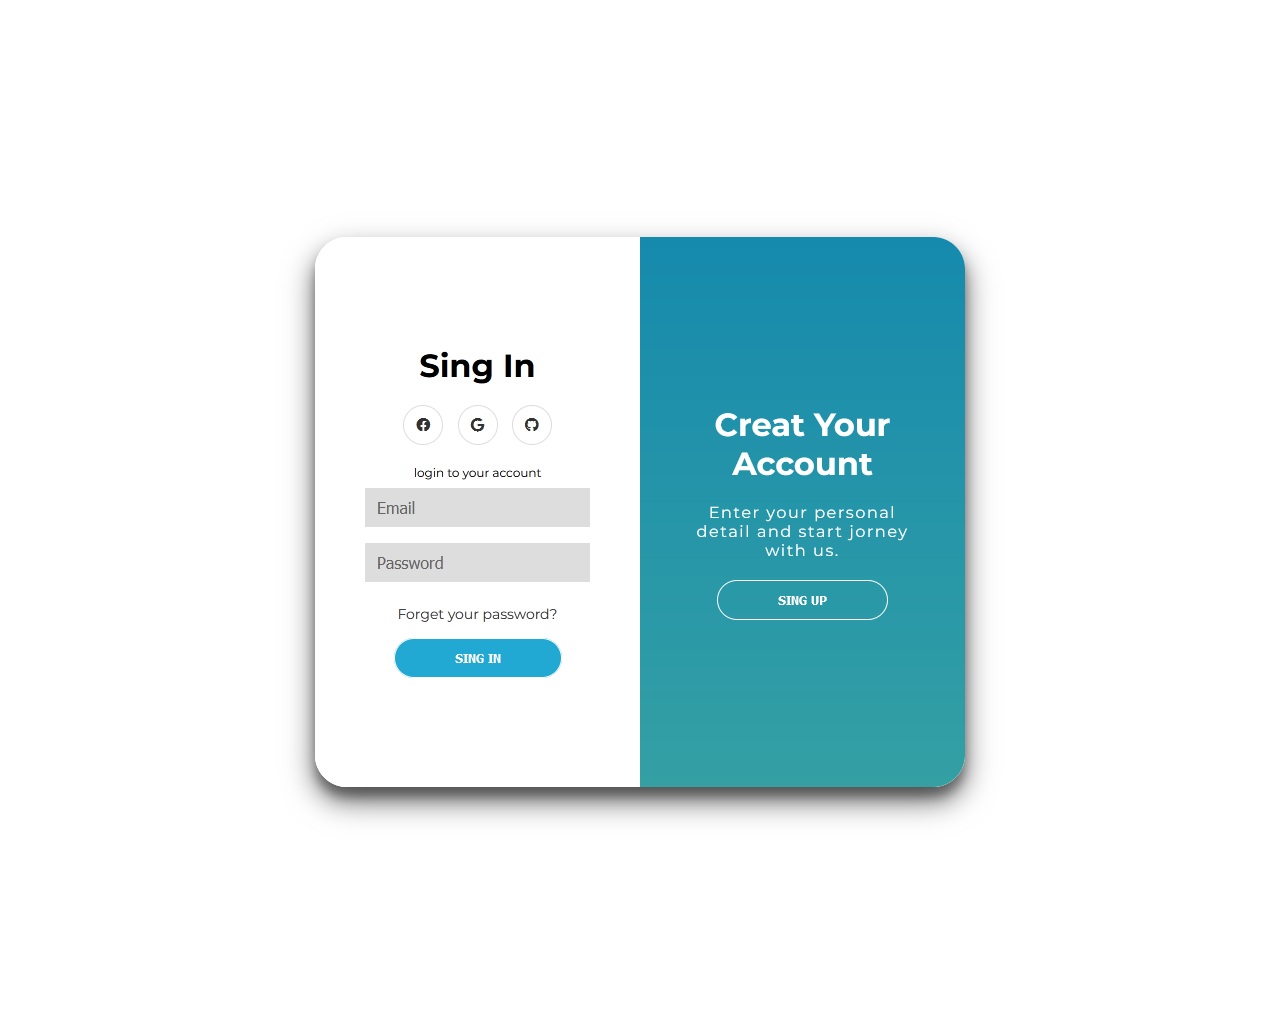 Sing In
login to your account
Email
Password
Forget your password?
SING IN
Creat Your
Account
Enter your personal
detail and start jorney
with us.
SING UP